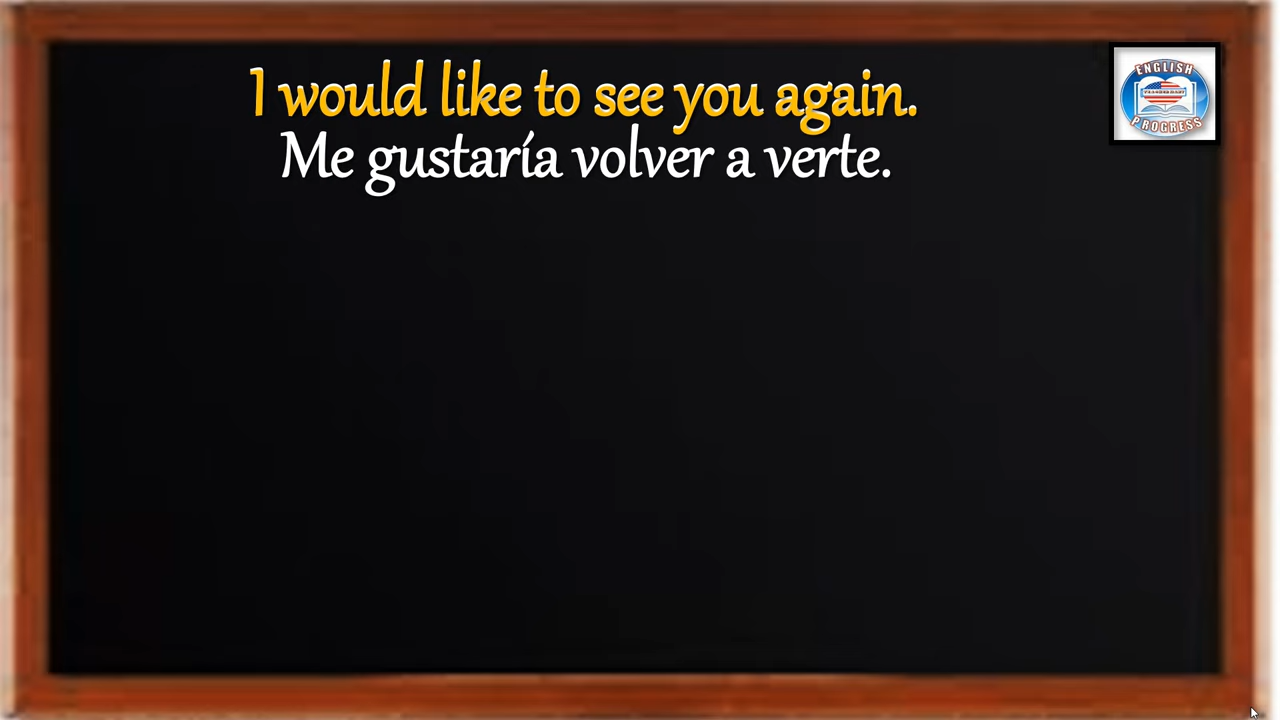 I would like to see you again.
Me gustaría volver a verte.
ENGLISH
PROGRESS